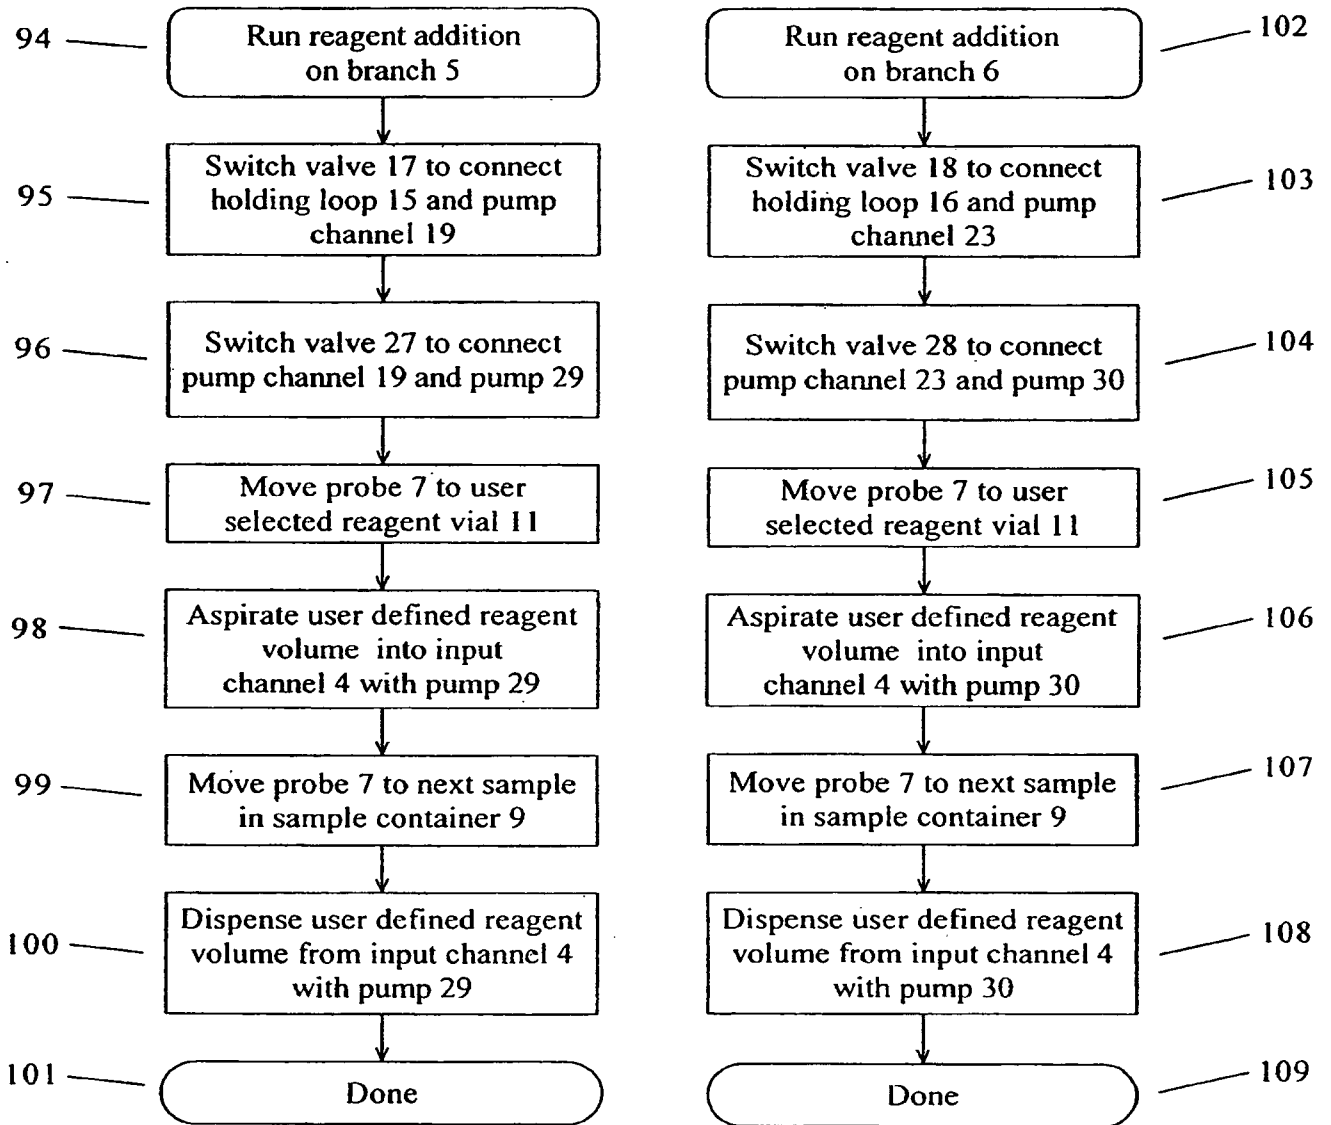 94
Run reagent addition
on branch 5
95
Switch valve 17 to connect
holding loop 15 and pump
channel 19
96
Switch valve 27 to connect
pump channel 19 and pump 29
97
Move probe 7 to user
selected reagent vial 11
98
Aspirate user defined reagent
volume into input
channel 4 with pump 29
99
Move probe 7 to next sample
in sample container 9
100
Dispense user defined reagent
volume from input channel 4
with pump 29
101
Done
Run reagent addition
on branch 6
102
Switch valve 18 to connect
holding loop 16 and pump
channel 23
103
Switch valve 28 to connect
pump channel 23 and pump 30
104
Move probe 7 to user
selected reagent vial 11
105
Aspirate user defined reagent
volume into input
channel 4 with pump 30
106
Move probe 7 to next sample
in sample container 9
107
Dispense user defined reagent
volume from input channel 4
with pump 30
108
Done
109